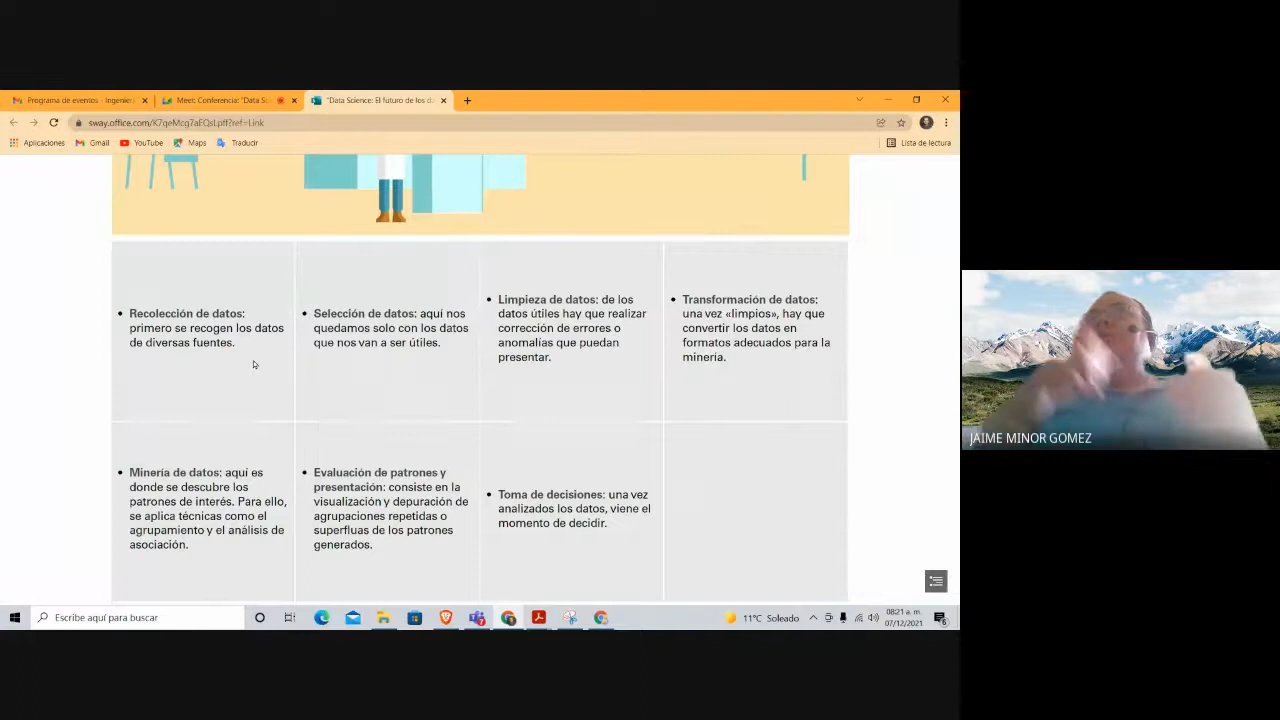 Programa de eventos - Ingenier
Meet: Conferencia: "Data Sc
"Data Science: El futuro de los d
sway.office.com/K7qeMcg7aEQsLpfl?ref=Link
Aplicaciones
Gmail
YouTube
Maps
Traducir
Lista de lectura
• Recolección de datos:
primero se recogen los datos
de diversas fuentes.
• Selección de datos: aquí nos
quedamos solo con los datos
que nos van a ser útiles.
• Limpieza de datos: de los
datos útiles hay que realizar
corrección de errores o
anomalías que puedan
presentar.
• Transformación de datos:
una vez «limpios», hay que
convertir los datos en
formatos adecuados para la
minería.
• Minería de datos: aquí es
donde se descubre los
patrones de interés. Para ello,
se aplica técnicas como el
agrupamiento y el análisis de
asociación.
• Evaluación de patrones y
presentación: consiste en la
visualización y depuración de
agrupaciones repetidas o
superfluas de los patrones
generados.
• Toma de decisiones: una vez
analizados los datos, viene el
momento de decidir.
JAIME MINOR GOMEZ
Escribe aquí para buscar
11°C Soleado
08:21 a. m.
07/12/2021